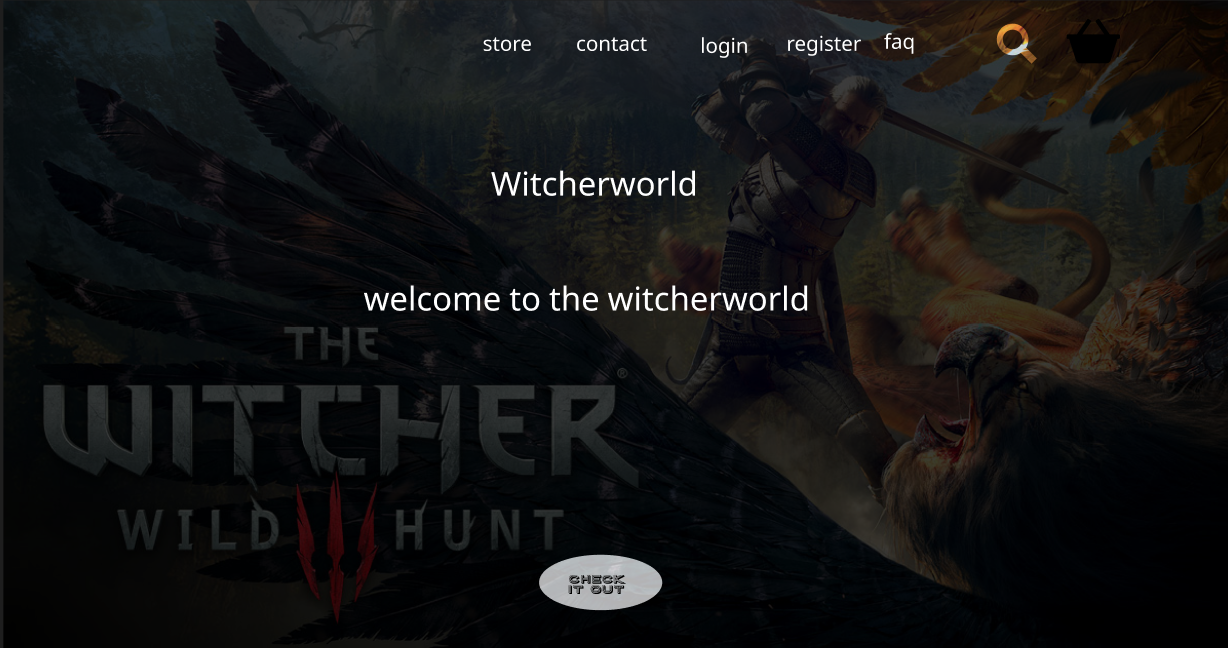 store contact login register faq
Witcherworld
welcome to the witcherworld
THE
WITCHER®
WILD HUNT
CHECK
IT OUT